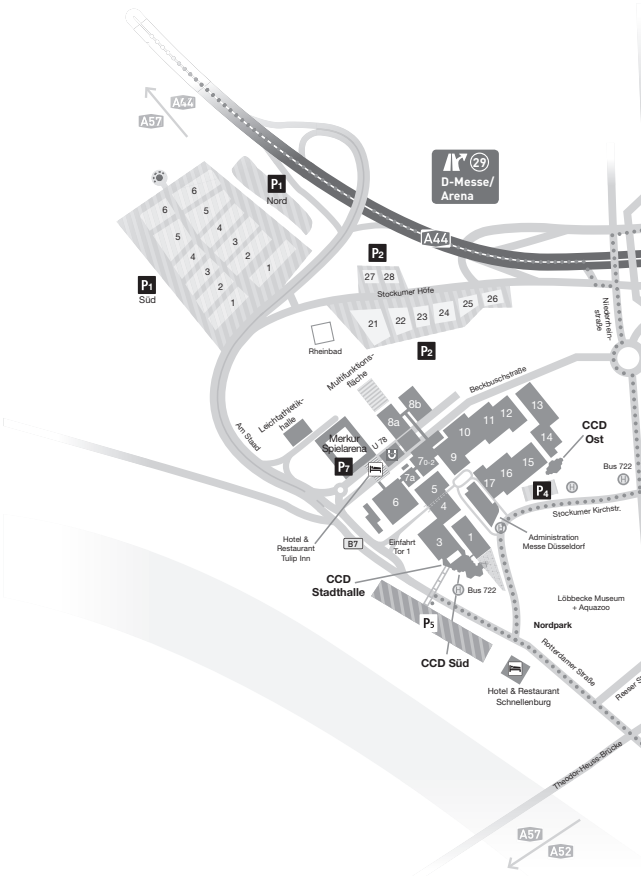 A44
A57
29
D-Messe/
Arena
P1
Nord
6
6
5
5
4
4
3
3
2
2
1
1
A44
P1
Süd
P2
27 28
Stockumer Höfe
21 22 23 24 25 26
Niederrhein-
straße
Rheinbad
P2
Multifunktions-
fläche
Beckbuschstraße
Leichtathletik-
halle
Am Staad
8b
8a
13
12
11
10
14
CCD
Ost
Merkur
Spielarena
U 78
U
7 0-2
9
15
16
Bus 722
H
P7
7a
17
P4
H
5
6
4
Stockumer Kirchstr.
H
Hotel &
Restaurant
Tulip Inn
B7
Einfahrt
Tor 1
3
1
Administration
Messe Düsseldorf
CCD
Stadthalle
H
Bus 722
Löbbecke Museum
+ Aquazoo
P5
Nordpark
CCD Süd
Rotterdamer Straße
Hotel & Restaurant
Schnellenburg
Reeser S
Theodor-Heuss-Brücke
A57
A52